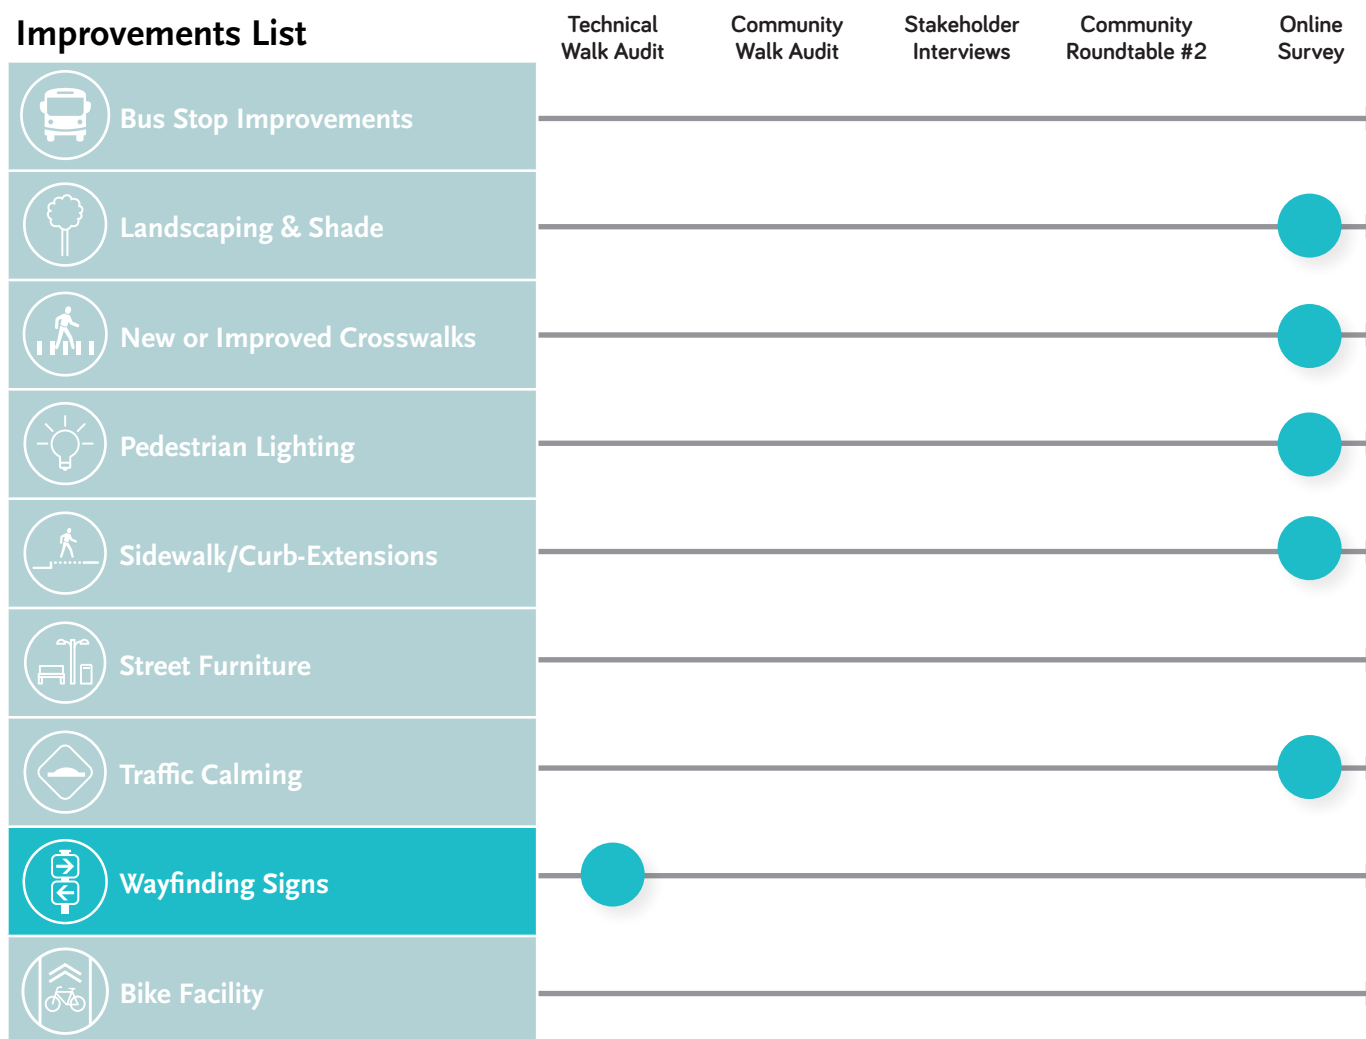 Improvements List
Technical
Walk Audit
Community
Walk Audit
Stakeholder
Interviews
Community
Roundtable #2
Online
Survey
Bus Stop Improvements
Landscaping & Shade
New or Improved Crosswalks
Pedestrian Lighting
Sidewalk/Curb-Extensions
Street Furniture
Traffic Calming
Wayfinding Signs
Bike Facility